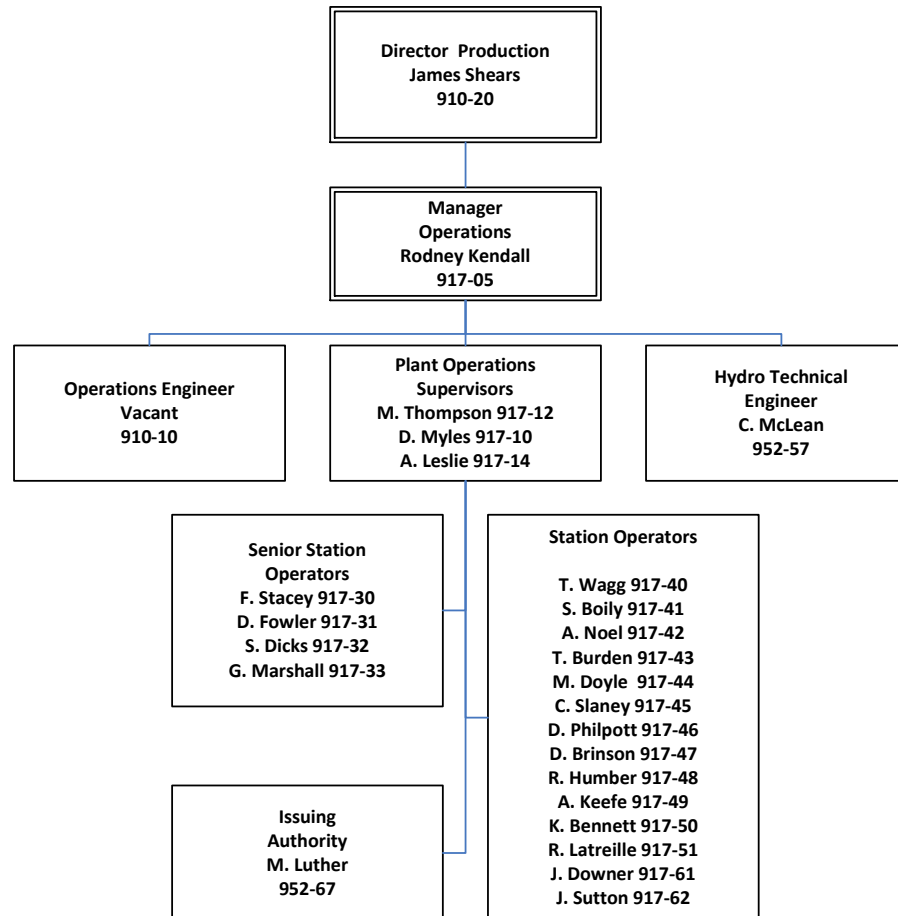 Director  Production
James Shears
910-20
Manager
Operations
Rodney Kendall
917-05
Operations Engineer
Vacant
910-10
Plant Operations
Supervisors
M. Thompson 917-12
D. Myles 917-10
A. Leslie 917-14
Hydro Technical
Engineer
C. McLean
952-57
Senior Station
Operators
F. Stacey 917-30
D. Fowler 917-31
S. Dicks 917-32
G. Marshall 917-33
Station Operators
T. Wagg 917-40
S. Boily 917-41
A. Noel 917-42
T. Burden 917-43
M. Doyle  917-44
C. Slaney 917-45
D. Philpott 917-46
D. Brinson 917-47
R. Humber 917-48
A. Keefe 917-49
K. Bennett 917-50
R. Latreille 917-51
J. Downer 917-61
J. Sutton 917-62
Issuing
Authority
M. Luther
952-67